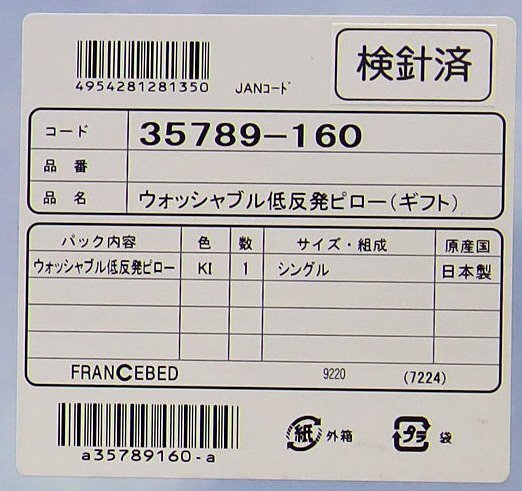 検針済
4954281281350 JANコード
コード 35789-160
品番
品名 ウォッシャブル低反発ピロー(ギフト)
パック内容 色 数 サイズ・組成 原産国
ウォッシャブル低反発ピロー KI 1 シングル 日本製
FRANCEBED 9220 (7224)
a35789160-a
紙 外箱 プラ 袋